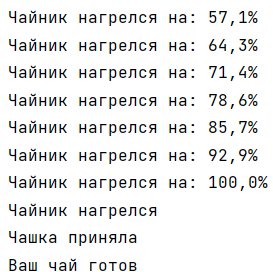 Чайник нагрелся на: 57,1%
Чайник нагрелся на: 64,3%
Чайник нагрелся на: 71,4%
Чайник нагрелся на: 78,6%
Чайник нагрелся на: 85,7%
Чайник нагрелся на: 92,9%
Чайник нагрелся на: 100,0%
Чайник нагрелся
Чашка приняла
Ваш чай готов